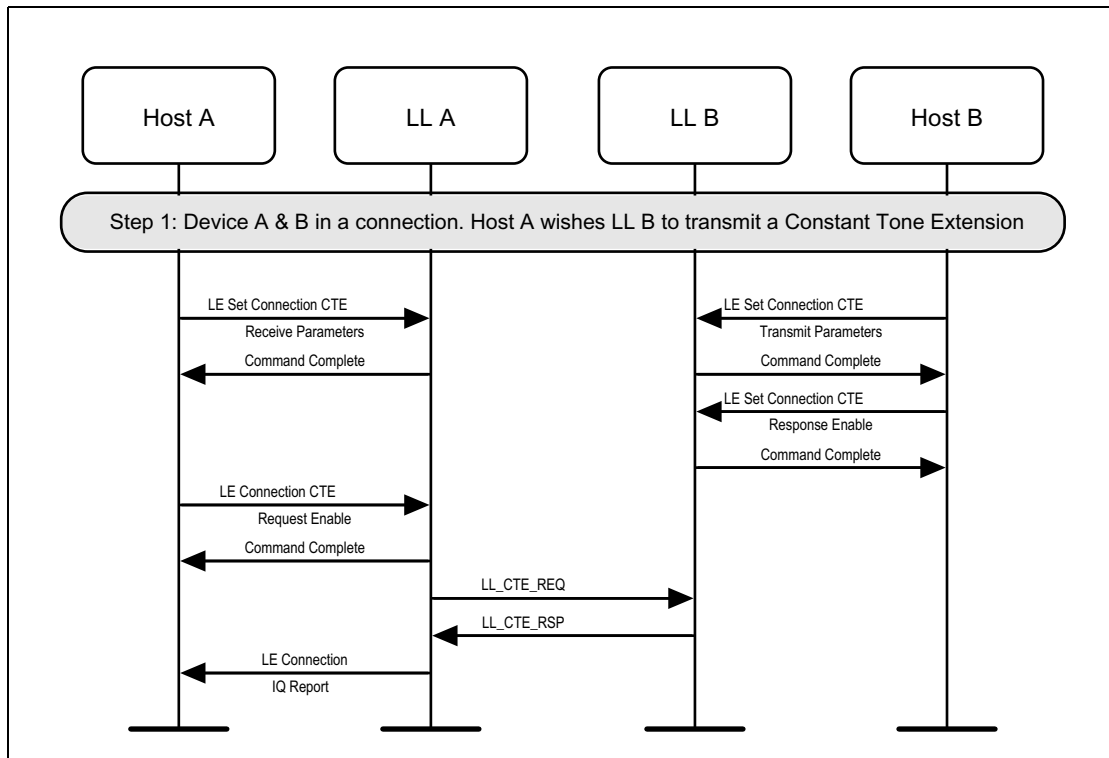 Host A
LL A
LL B
Host B
Step 1: Device A & B in a connection. Host A wishes LL B to transmit a Constant Tone Extension
LE Set Connection CTE
Receive Parameters
LE Set Connection CTE
Transmit Parameters
Command Complete
Command Complete
LE Set Connection CTE
Response Enable
Command Complete
LE Connection CTE
Request Enable
Command Complete
LL_CTE_REQ
LL_CTE_RSP
LE Connection
IQ Report